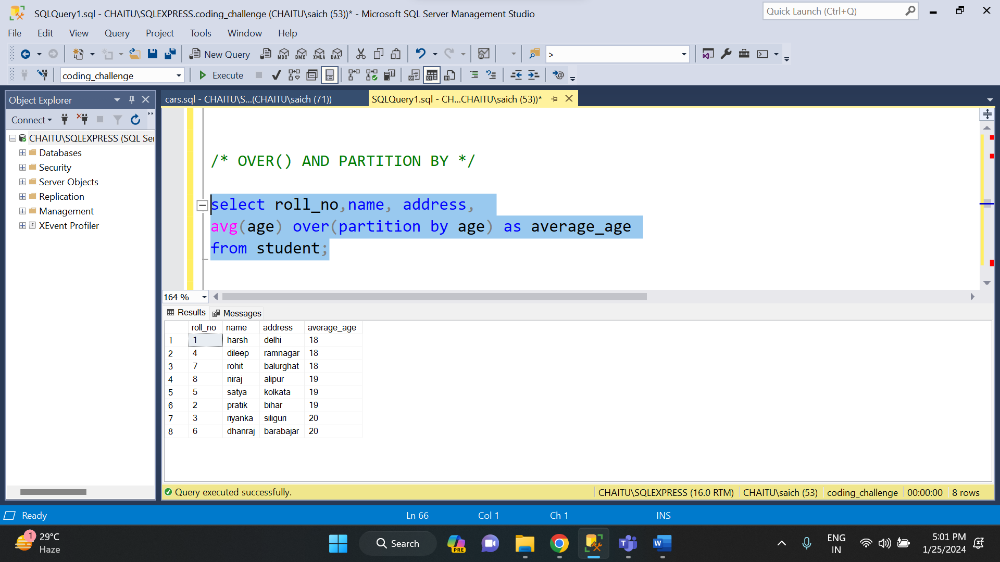 SQLQuery1.sql - CHAITU\SQLEXPRESS.coding_challenge (CHAITU\saich (53))* - Microsoft SQL Server Management Studio
Quick Launch (Ctrl+Q)
File Edit View Query Project Tools Window Help
New Query MDX DMX XMLA DAX >
coding_challenge Execute
Object Explorer
cars.sql - CHAITU\S...(CHAITU\saich (71))
SQLQuery1.sql - CH...CHAITU\saich (53))*
Connect
CHAITU\SQLEXPRESS (SQL Ser
Databases
Security
Server Objects
Replication
Management
XEvent Profiler
/* OVER() AND PARTITION BY */
select roll_no,name, address,
avg(age) over(partition by age) as average_age
from student;
164 %
Results Messages
roll_no name address average_age
1 1 harsh delhi 18
2 4 dileep ramnagar 18
3 7 rohit balurghat 18
4 8 niraj alipur 19
5 5 satya kolkata 19
6 2 pratik bihar 19
7 3 riyanka siliguri 20
8 6 dhanraj barabajar 20
Query executed successfully.
CHAITU\SQLEXPRESS (16.0 RTM) CHAITU\saich (53) coding_challenge 00:00:00 8 rows
Ready Ln 66 Col 1 Ch 1 INS
1 29°C
Haze
Search
PRE
ENG
IN
5:01 PM
1/25/2024